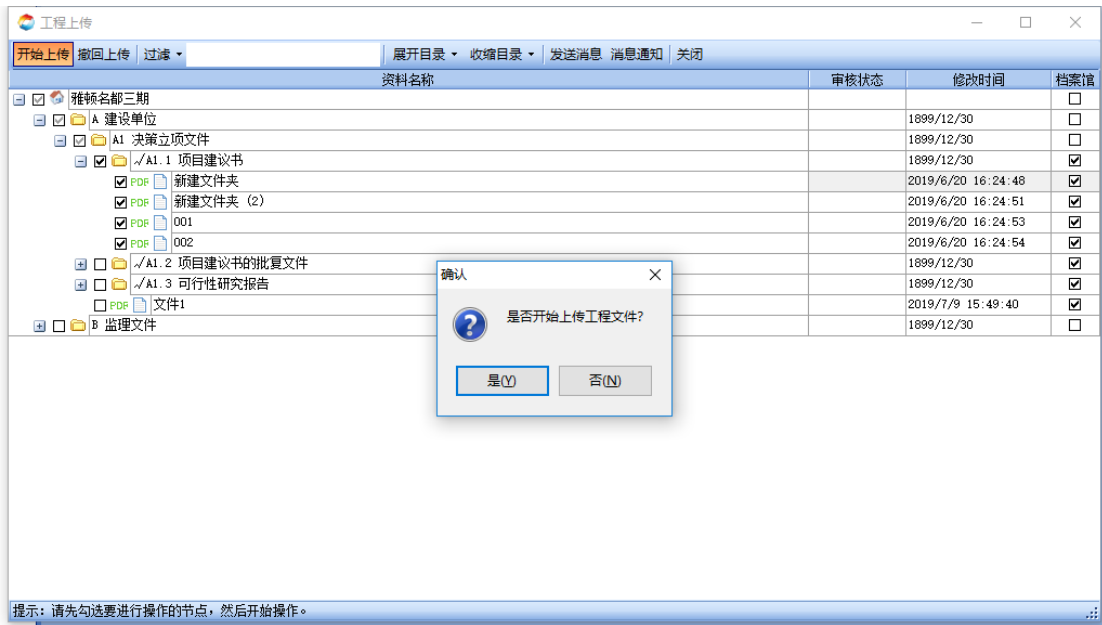 工程上传
开始上传 撤回上传 过滤 展开目录 收缩目录 发送消息 消息通知 关闭
资料名称 审核状态 修改时间 档案馆
雅顿名都三期
A 建设单位 1899/12/30
A1 决策立项文件 1899/12/30
√A1.1 项目建议书 1899/12/30
PDF 新建文件夹 2019/6/20 16:24:48
PDF 新建文件夹 (2) 2019/6/20 16:24:51
PDF 001 2019/6/20 16:24:53
PDF 002 2019/6/20 16:24:54
√A1.2 项目建议书的批复文件 1899/12/30
√A1.3 可行性研究报告 1899/12/30
PDF 文件1 2019/7/9 15:49:40
B 监理文件 1899/12/30
确认
是否开始上传工程文件?
是(Y) 否(N)
提示: 请先勾选要进行操作的节点，然后开始操作。